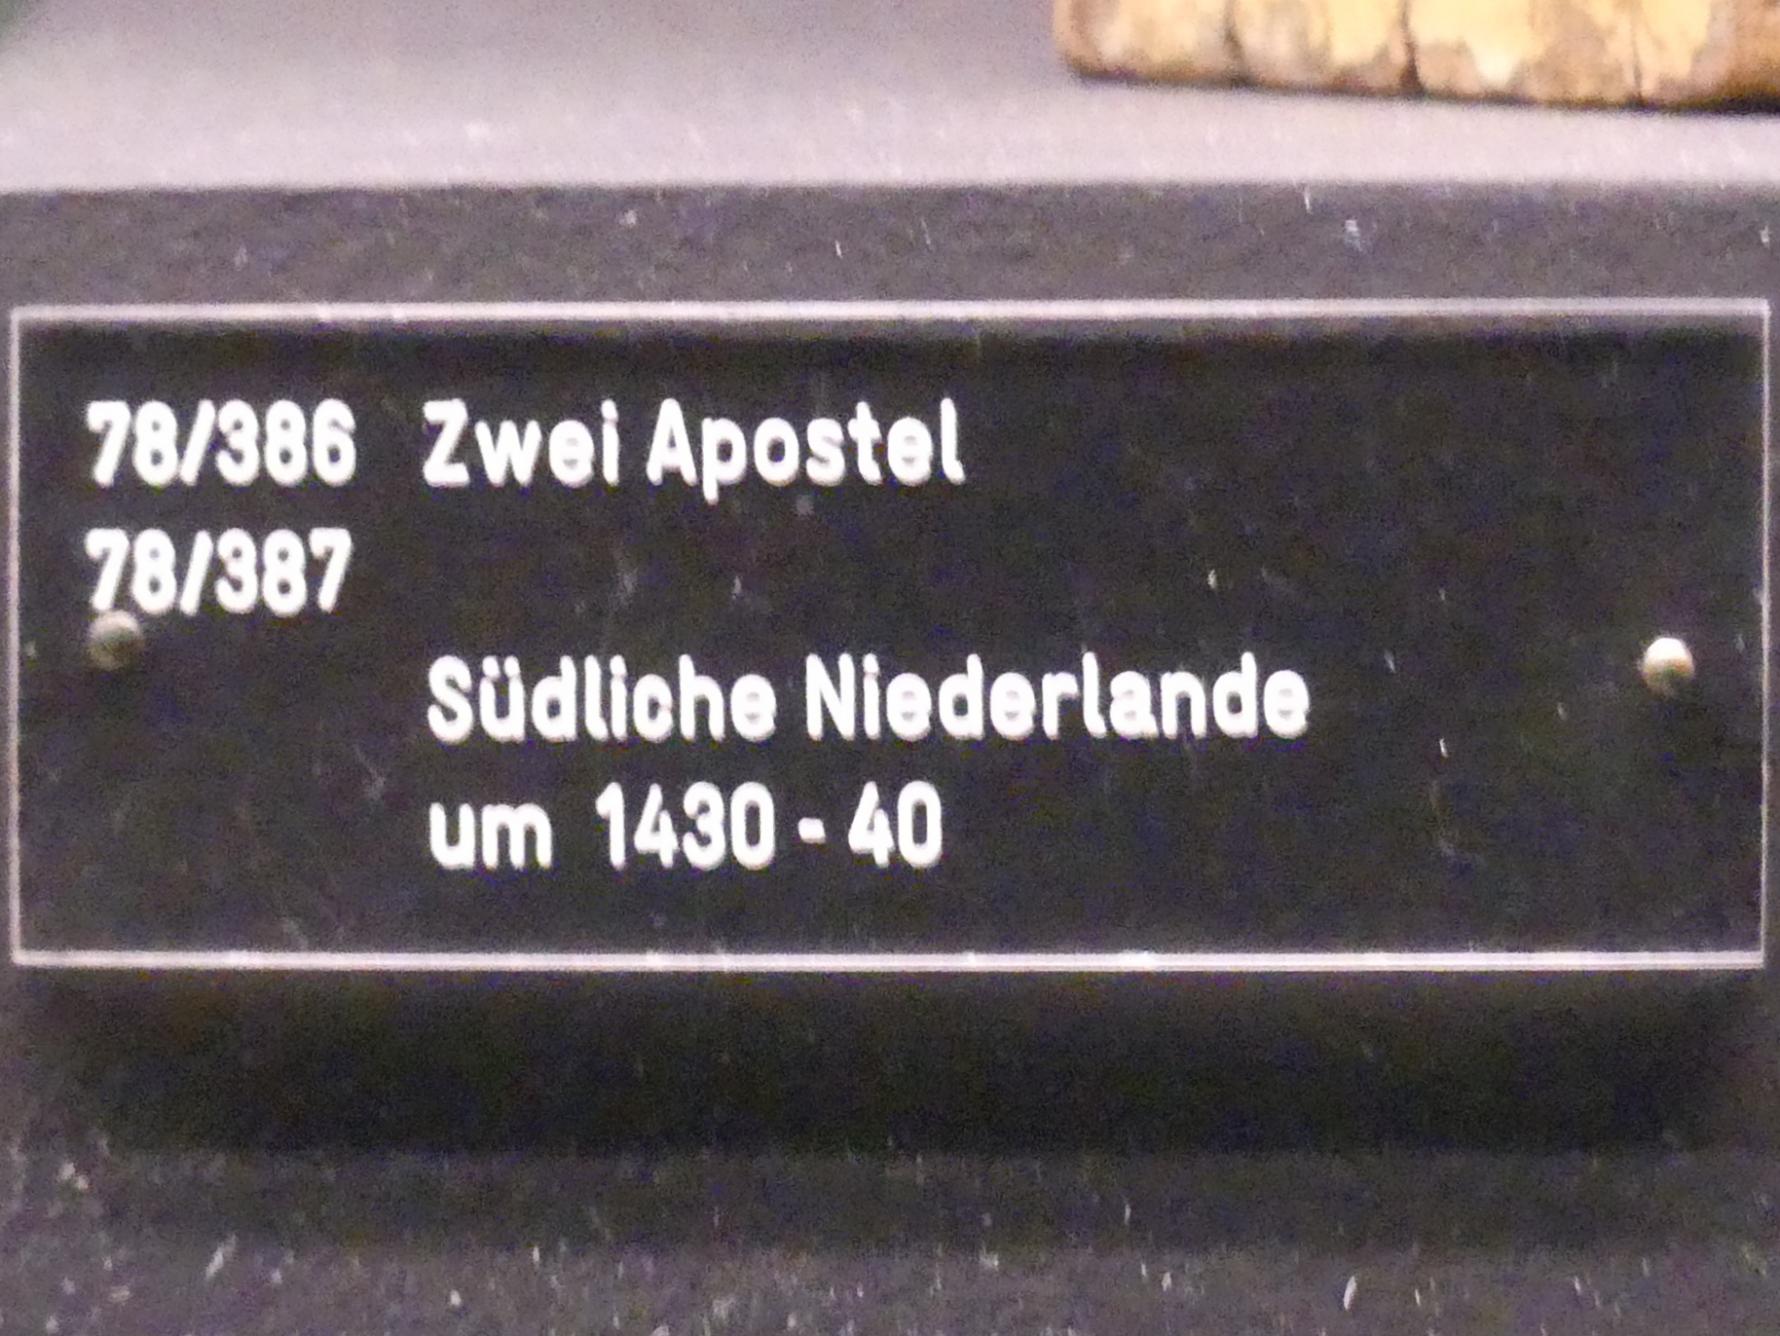 78/386 Zwei Apostel
78/387
Südliche Niederlande
um 1430 - 40